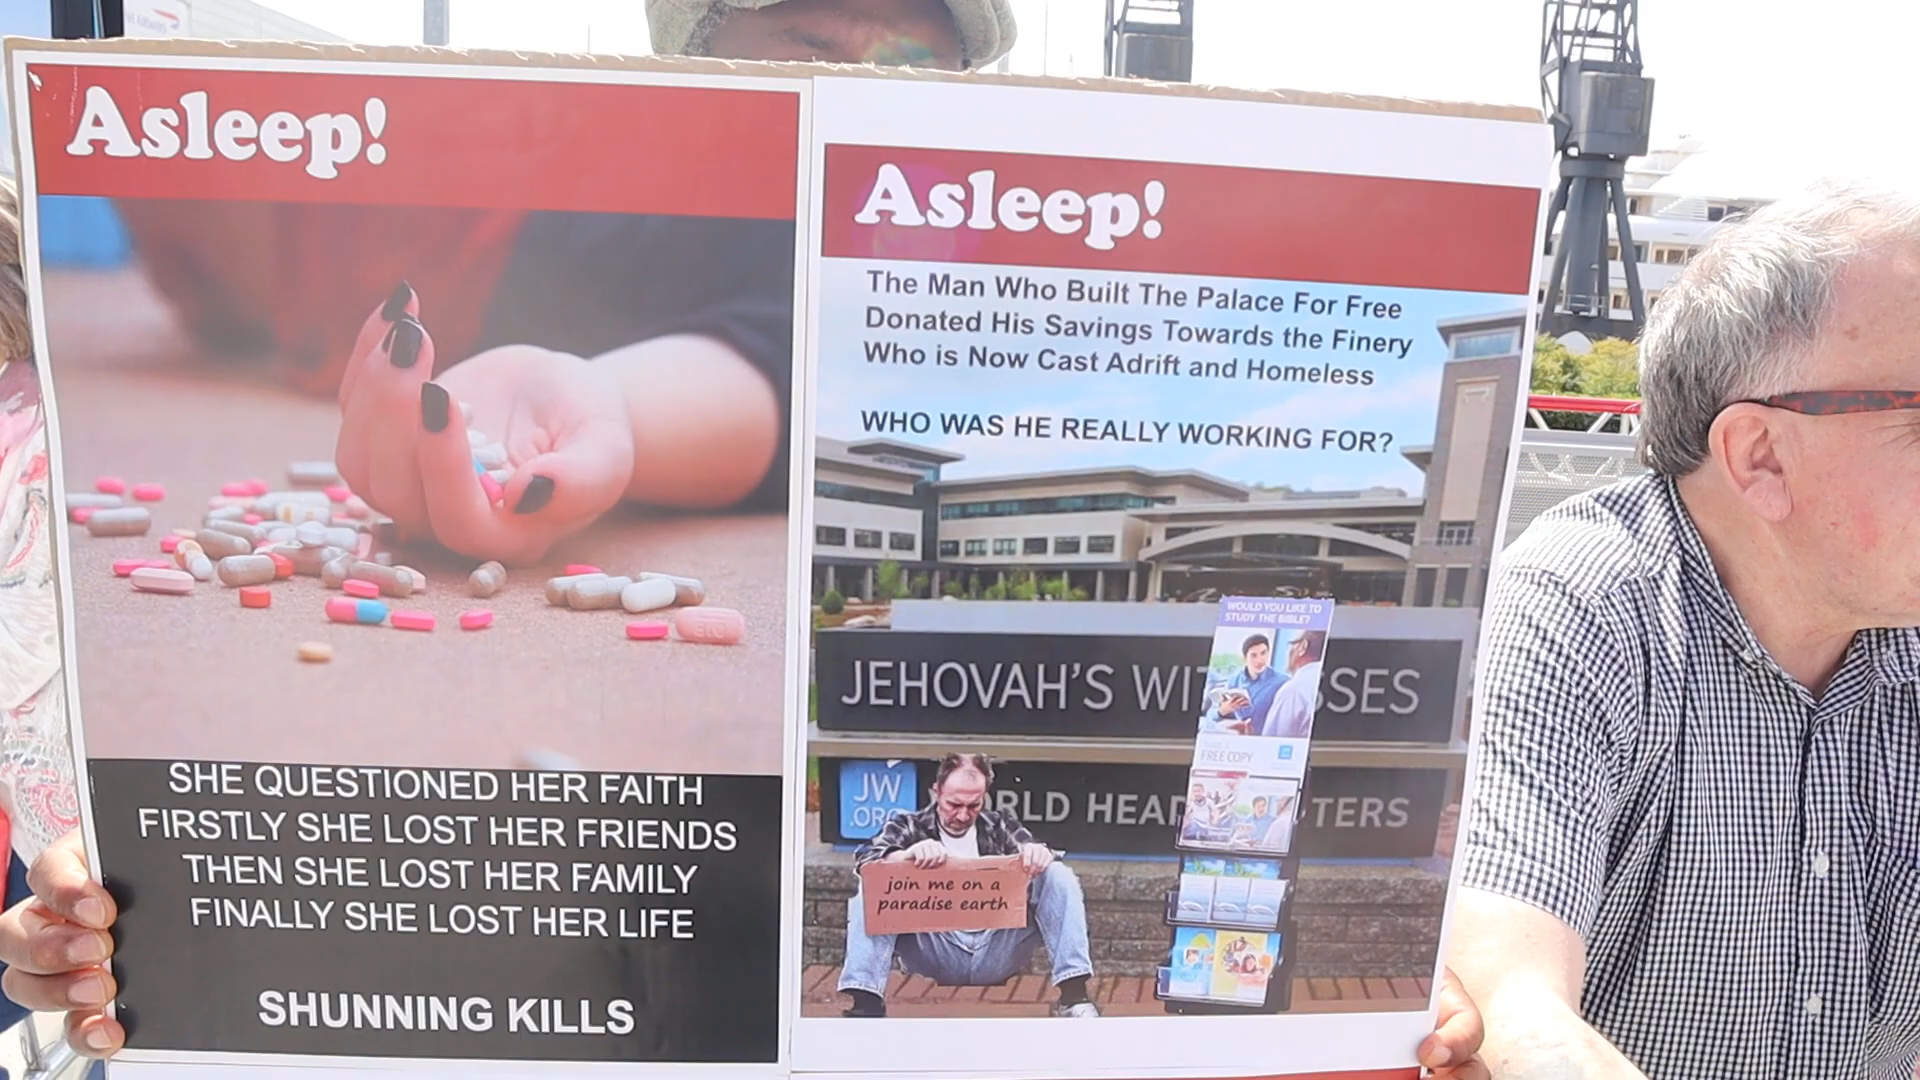 Asleep!
SHE QUESTIONED HER FAITH
FIRSTLY SHE LOST HER FRIENDS
THEN SHE LOST HER FAMILY
FINALLY SHE LOST HER LIFE
SHUNNING KILLS
Asleep!
The Man Who Built The Palace For Free
Donated His Savings Towards the Finery
Who is Now Cast Adrift and Homeless
WHO WAS HE REALLY WORKING FOR?
WOULD YOU LIKE TO
STUDY THE BIBLE?
JEHOVAH'S WIT SSES
FREE COPY
JW
.ORG
RLD HEAD TERS
join me on a
paradise earth